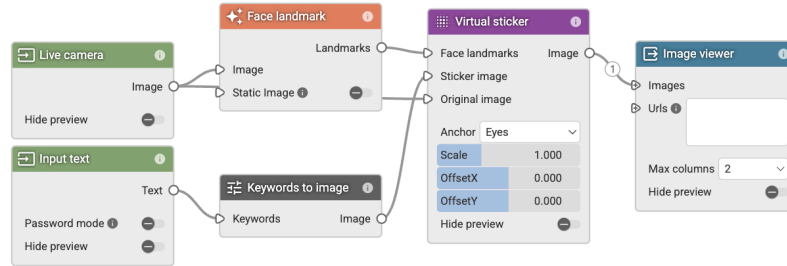 Live camera
Image
Hide preview
Input text
Text
Password mode
Hide preview
Face landmark
Landmarks
Image
Static Image
Keywords to image
Keywords Image
Virtual sticker
Face landmarks Image
Sticker image
Original image
Anchor Eyes
Scale 1.000
OffsetX 0.000
OffsetY 0.000
Hide preview
1
Image viewer
Images
Urls
Max columns 2
Hide preview